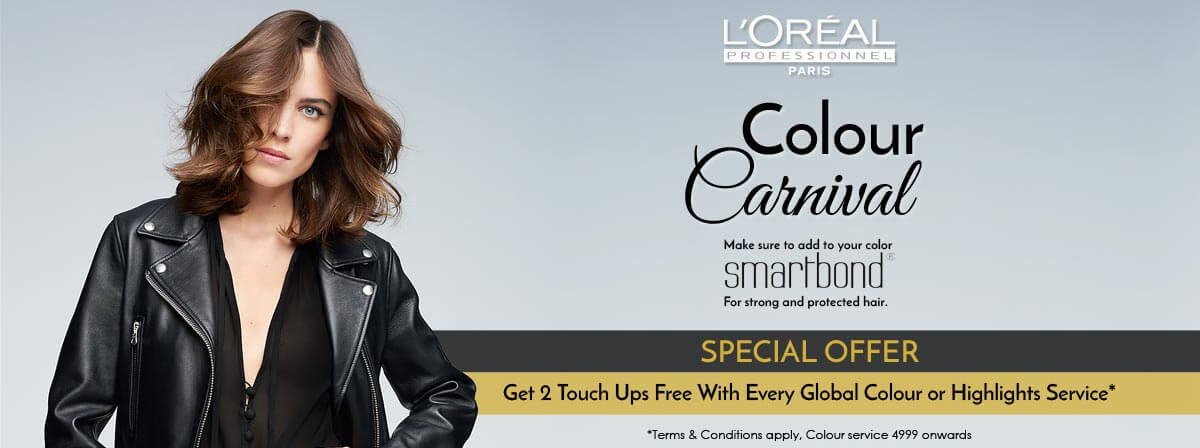 L'ORÉAL
PROFESSIONNEL
PARIS
Colour
Carnival
Make sure to add to your color
smartbond®
For strong and protected hair.
SPECIAL OFFER
Get 2 Touch Ups Free With Every Global Colour or Highlights Service*
*Terms & Conditions apply, Colour service 4999 onwards